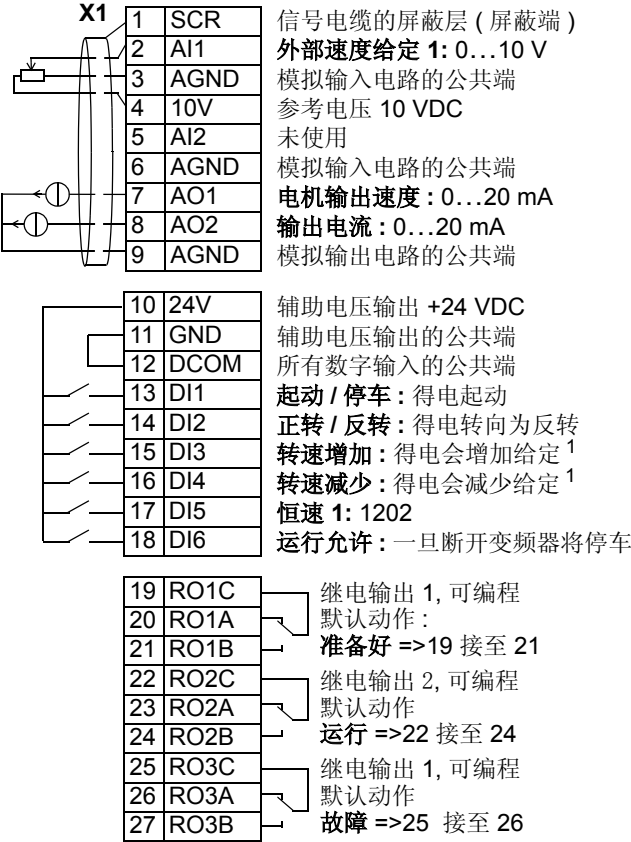 X1
1 SCR 信号电缆的屏蔽层 ( 屏蔽端 )
2 AI1 外部速度给定 1: 0…10 V
3 AGND 模拟输入电路的公共端
4 10V 参考电压 10 VDC
5 AI2 未使用
6 AGND 模拟输入电路的公共端
7 AO1 电机输出速度 : 0…20 mA
8 AO2 输出电流 : 0…20 mA
9 AGND 模拟输出电路的公共端
10 24V 辅助电压输出 +24 VDC
11 GND 辅助电压输出的公共端
12 DCOM 所有数字输入的公共端
13 DI1 起动 / 停车 : 得电起动
14 DI2 正转 / 反转 : 得电转向为反转
15 DI3 转速增加 : 得电会增加给定 1
16 DI4 转速减少 : 得电会减少给定 1
17 DI5 恒速 1: 1202
18 DI6 运行允许 : 一旦断开变频器将停车
19 RO1C 继电输出 1, 可编程
20 RO1A 默认动作 :
21 RO1B 准备好 =>19 接至 21
22 RO2C 继电输出 2, 可编程
23 RO2A 默认动作
24 RO2B 运行 =>22 接至 24
25 RO3C 继电输出 1, 可编程
26 RO3A 默认动作
27 RO3B 故障 =>25 接至 26